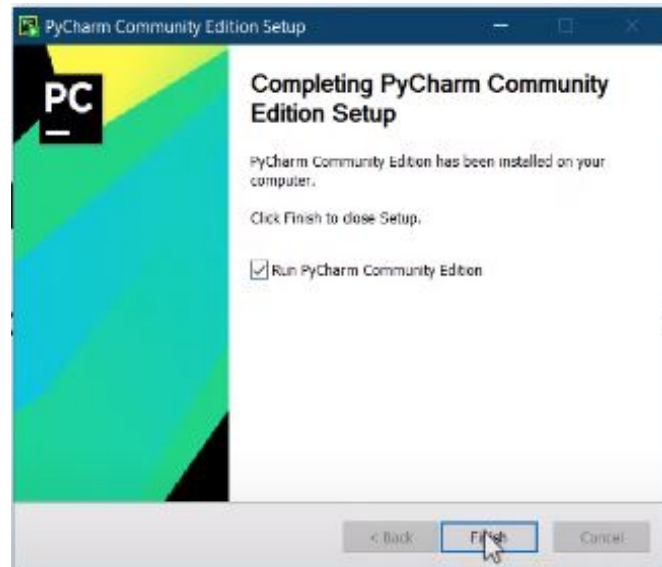 PyCharm Community Edition Setup
PC
Completing PyCharm Community
Edition Setup
PyCharm Community Edition has been installed on your
computer.
Click Finish to close Setup.
Run PyCharm Community Edition
< Back Finish Cancel